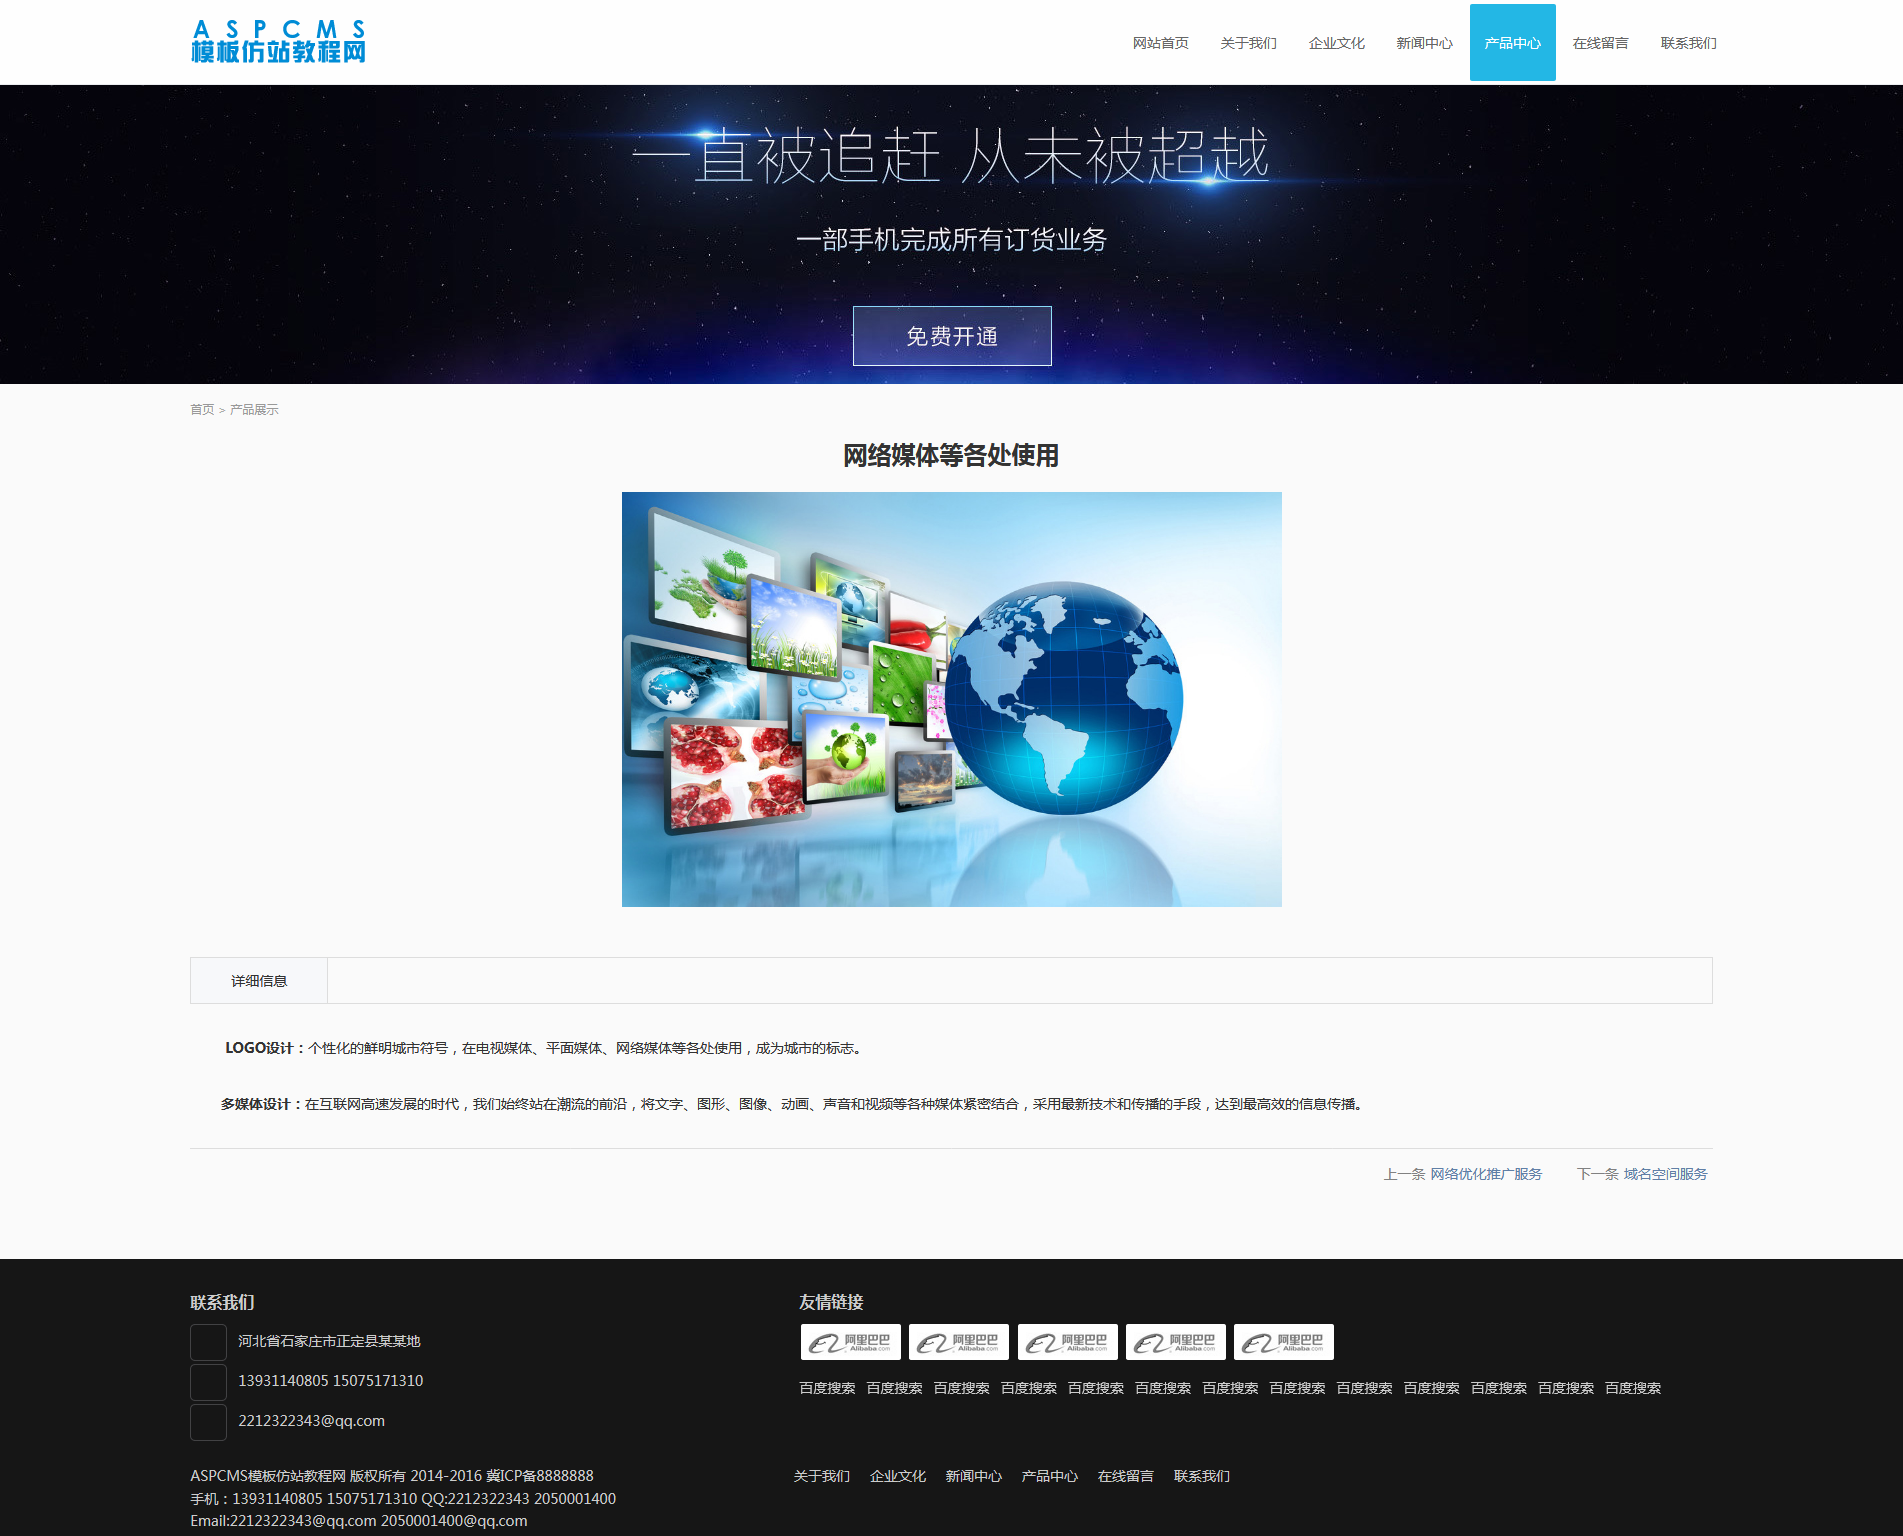 ASPCMS
模板仿站教程网
网站首页 关于我们 企业文化 新闻中心 产品中心 在线留言 联系我们
一直被追赶 从未被超越
一部手机完成所有订货业务
免费开通
首页 > 产品展示
网络媒体等各处使用
详细信息
LOGO设计：个性化的鲜明城市符号，在电视媒体、平面媒体、网络媒体等各处使用，成为城市的标志。
多媒体设计：在互联网高速发展的时代，我们始终站在潮流的前沿，将文字、图形、图像、动画、声音和视频等各种媒体紧密结合，采用最新技术和传播的手段，达到最高效的信息传播。
上一条 网络优化推广服务 下一条 域名空间服务
联系我们
河北省石家庄市正定县某某地
13931140805 15075171310
2212322343@qq.com
友情链接
阿里巴巴 Alibaba.com 阿里巴巴 Alibaba.com 阿里巴巴 Alibaba.com 阿里巴巴 Alibaba.com 阿里巴巴 Alibaba.com
百度搜索 百度搜索 百度搜索 百度搜索 百度搜索 百度搜索 百度搜索 百度搜索 百度搜索 百度搜索 百度搜索 百度搜索 百度搜索
ASPCMS模板仿站教程网 版权所有 2014-2016 冀ICP备8888888
手机：13931140805 15075171310 QQ:2212322343 2050001400
Email:2212322343@qq.com 2050001400@qq.com
关于我们 企业文化 新闻中心 产品中心 在线留言 联系我们